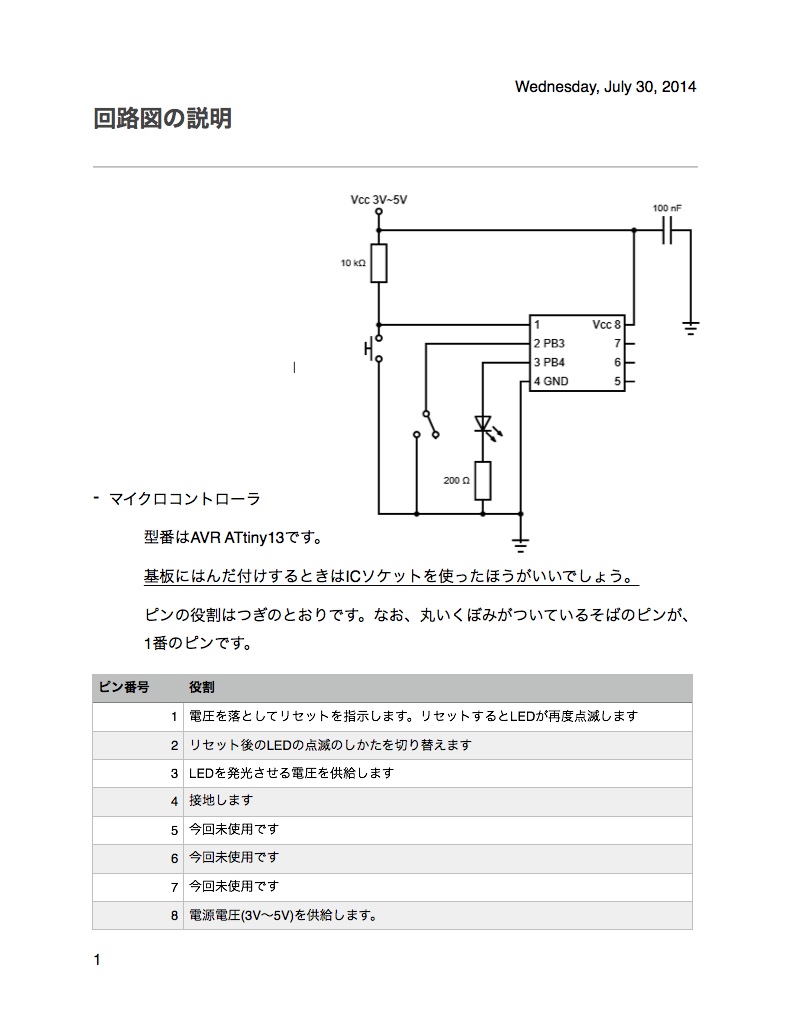 Wednesday, July 30, 2014
回路図の説明
Vcc 3V~5V
100 nF
10 kΩ
1
Vcc 8
2 PB3
7
3 PB4
6
4 GND
5
200 Ω
- マイクロコントローラ
型番はAVR ATtiny13です。
基板にはんだ付けするときはICソケットを使ったほうがいいでしょう。
ピンの役割はつぎのとおりです。なお、丸いくぼみがついているそばのピンが、
1番のピンです。
ピン番号 役割
1 電圧を落としてリセットを指示します。リセットするとLEDが再度点滅します
2 リセット後のLEDの点滅のしかたを切り替えます
3 LEDを発光させる電圧を供給します
4 接地します
5 今回未使用です
6 今回未使用です
7 今回未使用です
8 電源電圧(3V〜5V)を供給します。
1